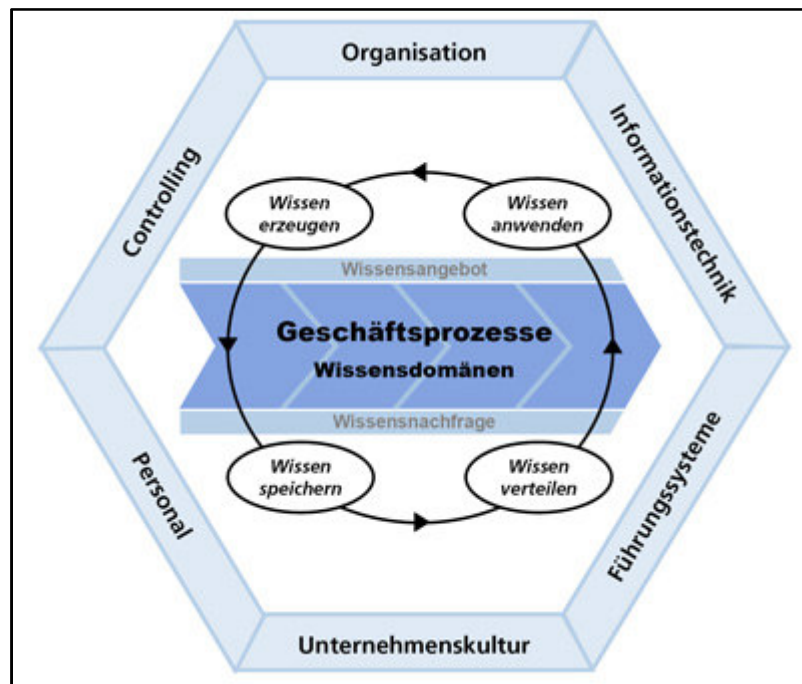 Organisation
Controlling
Informationstechnik
Wissen
erzeugen
Wissen
anwenden
Wissensangebot
Geschäftsprozesse
Wissensdomänen
Wissensnachfrage
Wissen
speichern
Wissen
verteilen
Personal
Führungssysteme
Unternehmenskultur